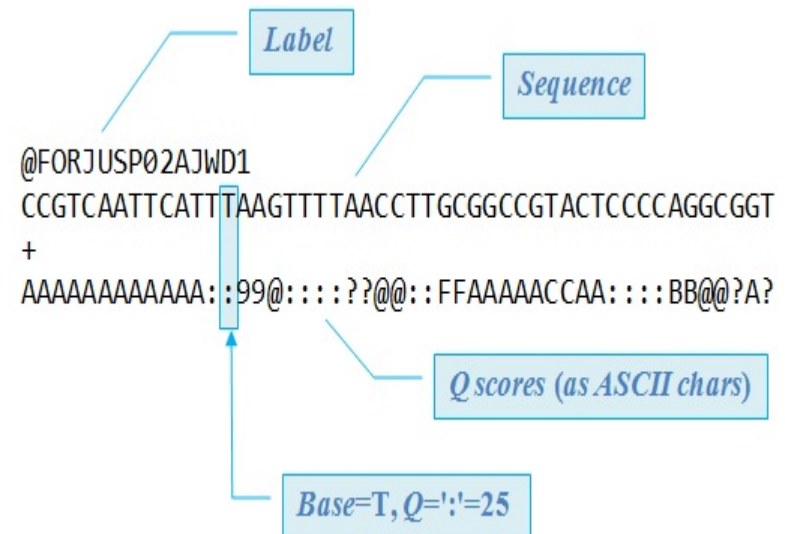 Label
Sequence
@FORJUSP02AJWD1
CCGTCAATTCATTTAAGTTTTAACCTTGCGGCCGTACTCCCCAGGCGGT
+
AAAAAAAAAAAA::99@::::??@@::FFAAAAACCAA::::BB@@?A?
Q scores (as ASCII chars)
Base=T, Q=':'=25